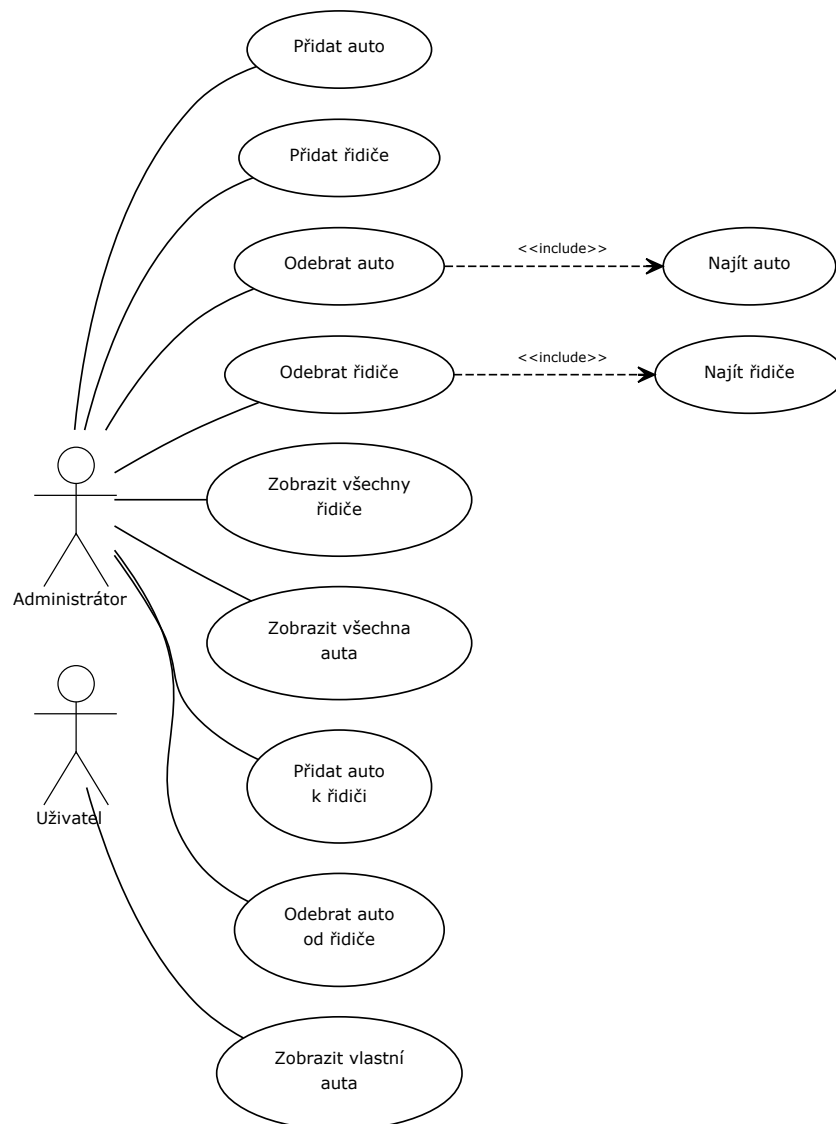 Přidat auto
Přidat řidiče
Odebrat auto
<<include>>
Najít auto
Odebrat řidiče
<<include>>
Najít řidiče
Zobrazit všechny
řidiče
Administrátor
Zobrazit všechna
auta
Přidat auto
k řidiči
Uživatel
Odebrat auto
od řidiče
Zobrazit vlastní
auta